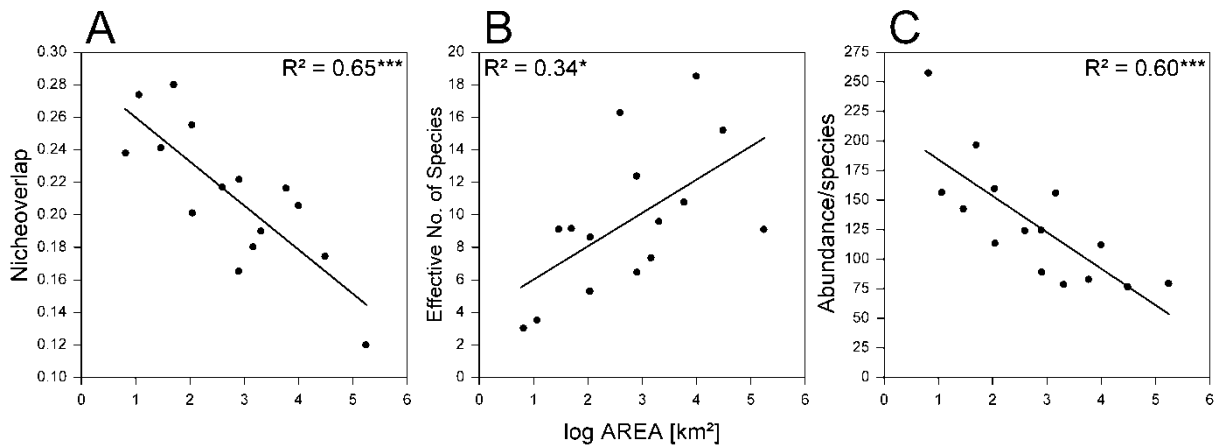 A
R² = 0.65***
Nicheoverlap
0.30
0.28
0.26
0.24
0.22
0.20
0.18
0.16
0.14
0.12
0.10
0 1 2 3 4 5 6
B
R² = 0.34*
Effective No. of Species
20
18
16
14
12
10
8
6
4
2
0
0 1 2 3 4 5 6
log AREA [km²]
C
R² = 0.60***
Abundance/species
275
250
225
200
175
150
125
100
75
50
25
0
0 1 2 3 4 5 6